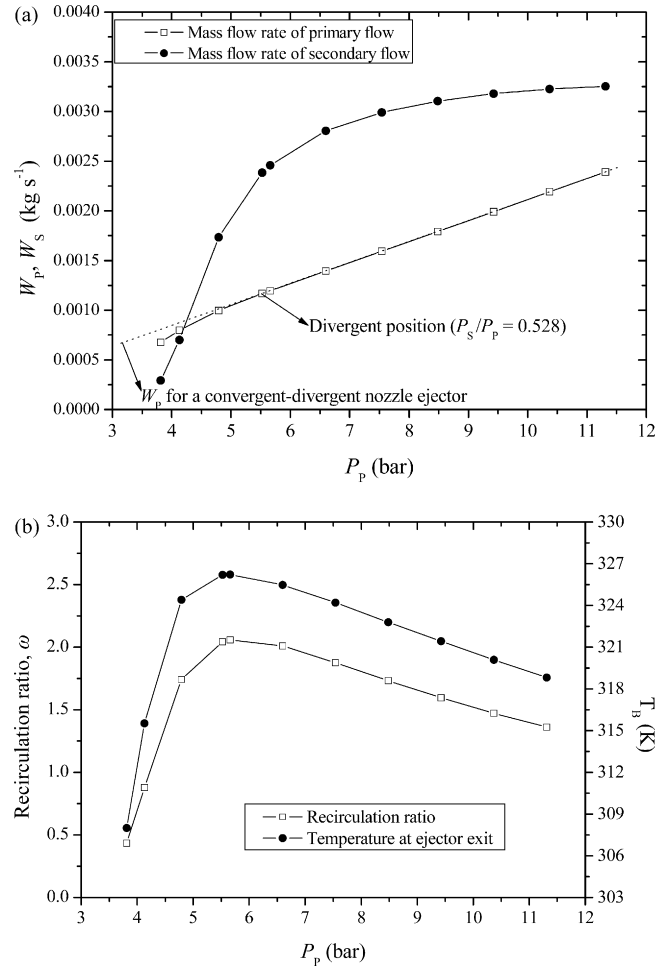 (a)
0.0040
0.0035
0.0030
0.0025
0.0020
0.0015
0.0010
0.0005
0.0000
W_P, W_S (kg s⁻¹)
Mass flow rate of primary flow
Mass flow rate of secondary flow
Divergent position (P_S/P_P = 0.528)
W_P for a convergent-divergent nozzle ejector
3 4 5 6 7 8 9 10 11 12
P_P (bar)
(b)
3.0
2.5
2.0
1.5
1.0
0.5
0.0
Recirculation ratio, ω
Recirculation ratio
Temperature at ejector exit
330
327
324
321
318
315
312
309
306
303
T_B (K)
3 4 5 6 7 8 9 10 11 12
P_P (bar)